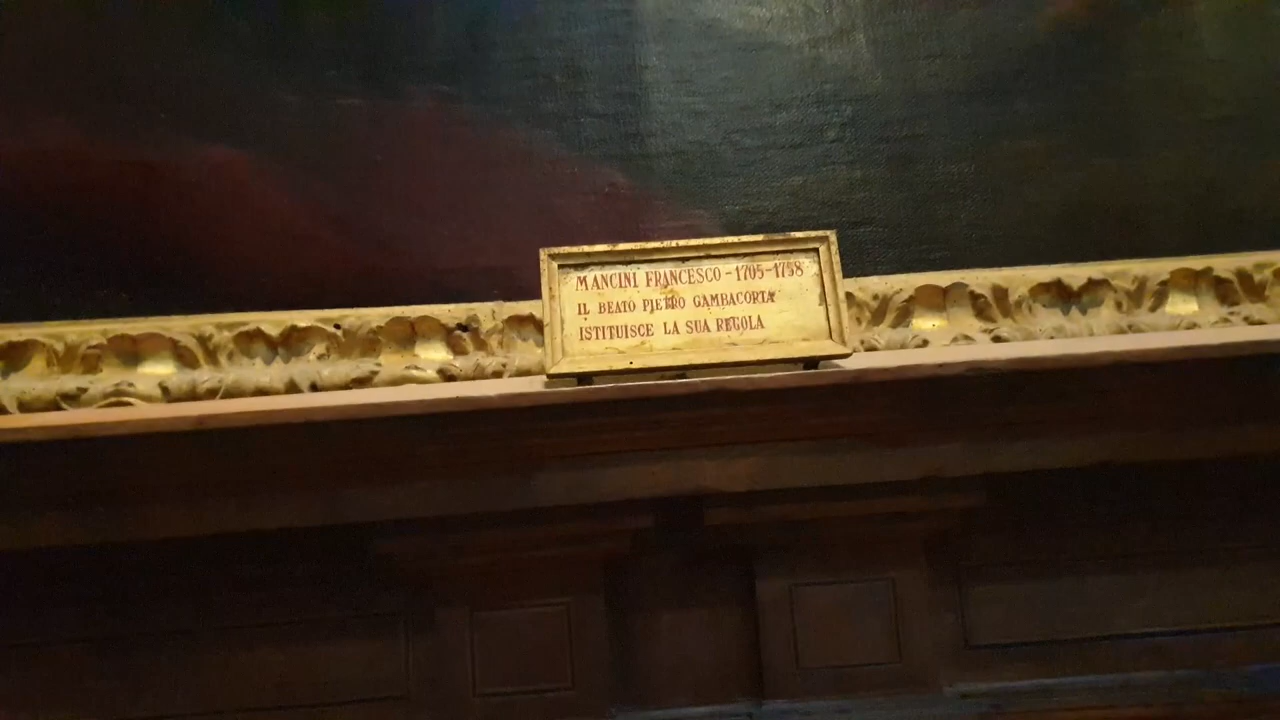 MANCINI FRANCESCO - 1705-1758
IL BEATO PIETRO GAMBACORTA
ISTITUISCE LA SUA REGOLA